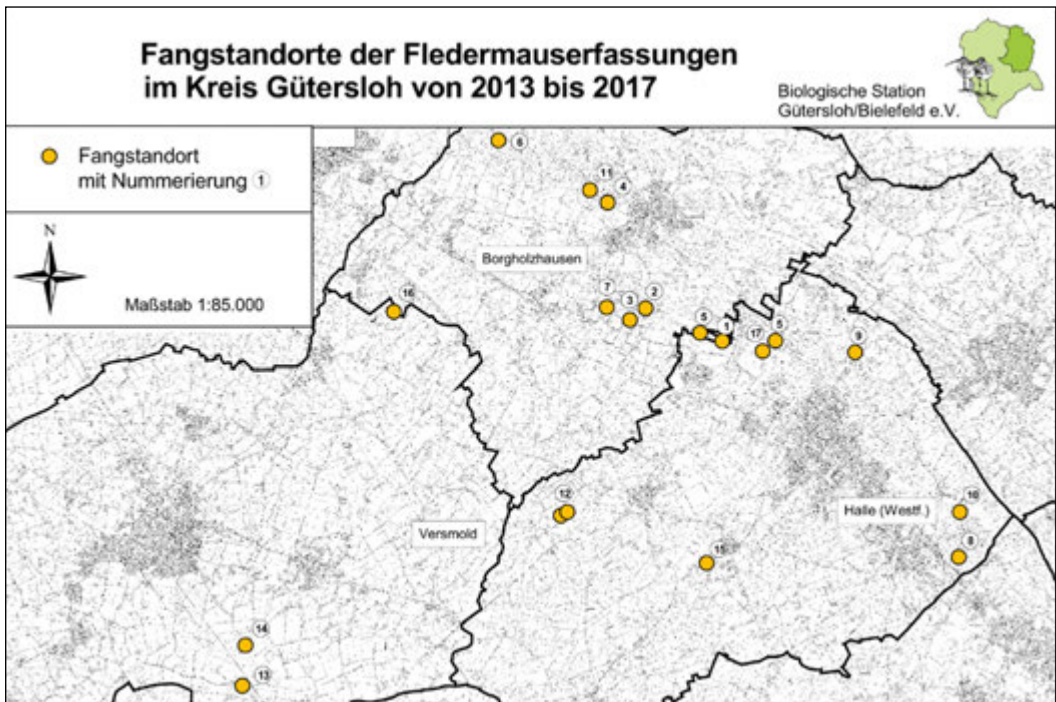 Fangstandorte der Fledermauserfassungen
im Kreis Gütersloh von 2013 bis 2017
Biologische Station
Gütersloh/Bielefeld e.V.
Fangstandort
mit Nummerierung 1
N
Maßstab 1:85.000
6
11
4
Borgholzhausen
16
7
3
2
5
1
17
5
9
12
Versmold
Halle (Westf.)
10
8
15
14
13